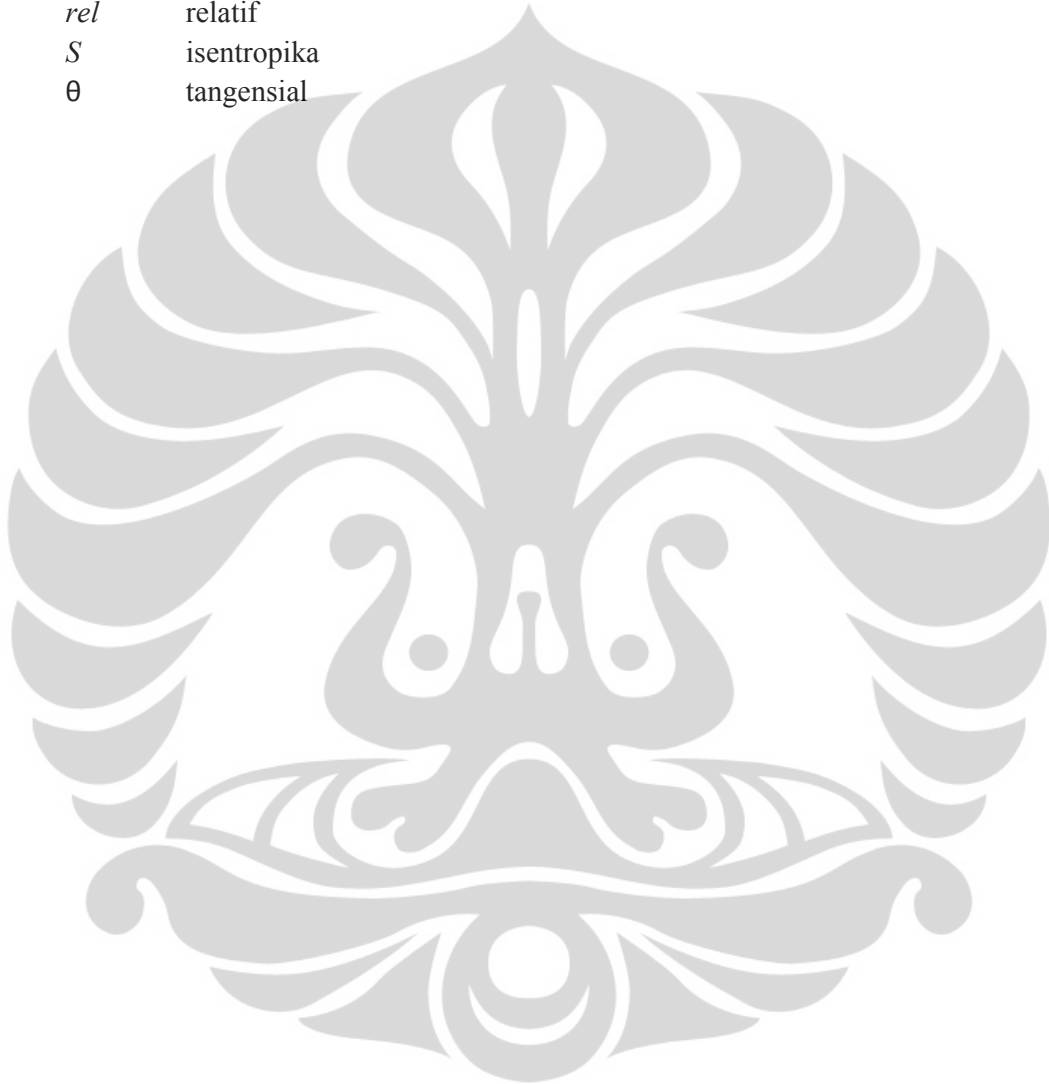 rel relatif
S isentropika
θ tangensial